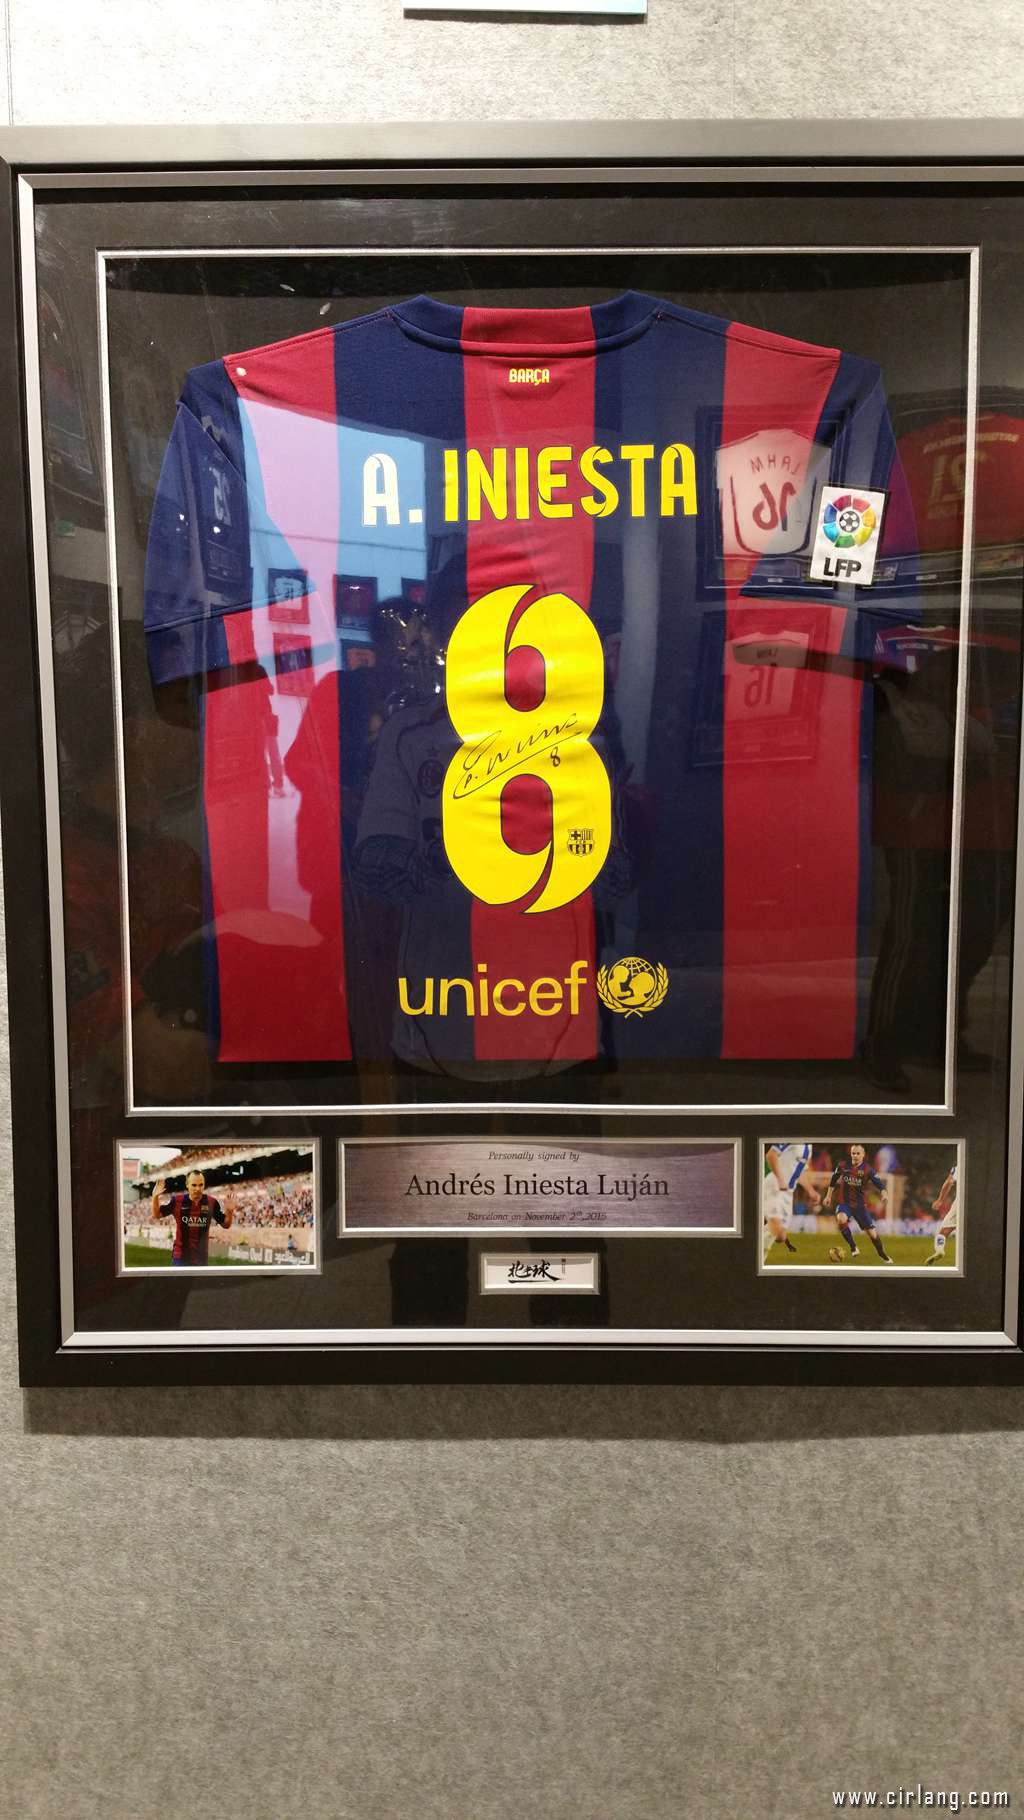 BARÇA
A. INIESTA
LFP
8
8
unicef
Personally signed by
Andrés Iniesta Luján
Barcelona on November 2nd, 2015
QATAR
QATAR
www.cirlang.com